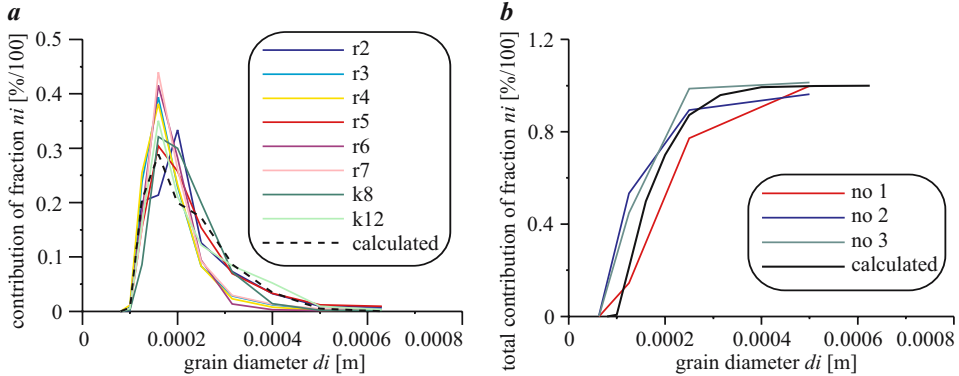 a
contribution of fraction ni [%/100]
0.5
0.4
0.3
0.2
0.1
0
0
0.0002
0.0004
0.0006
0.0008
grain diameter di [m]
r2
r3
r4
r5
r6
r7
k8
k12
calculated
b
total contribution of fraction ni [%/100]
1.2
0.8
0.4
0
0
0.0002
0.0004
0.0006
0.0008
grain diameter di [m]
no 1
no 2
no 3
calculated